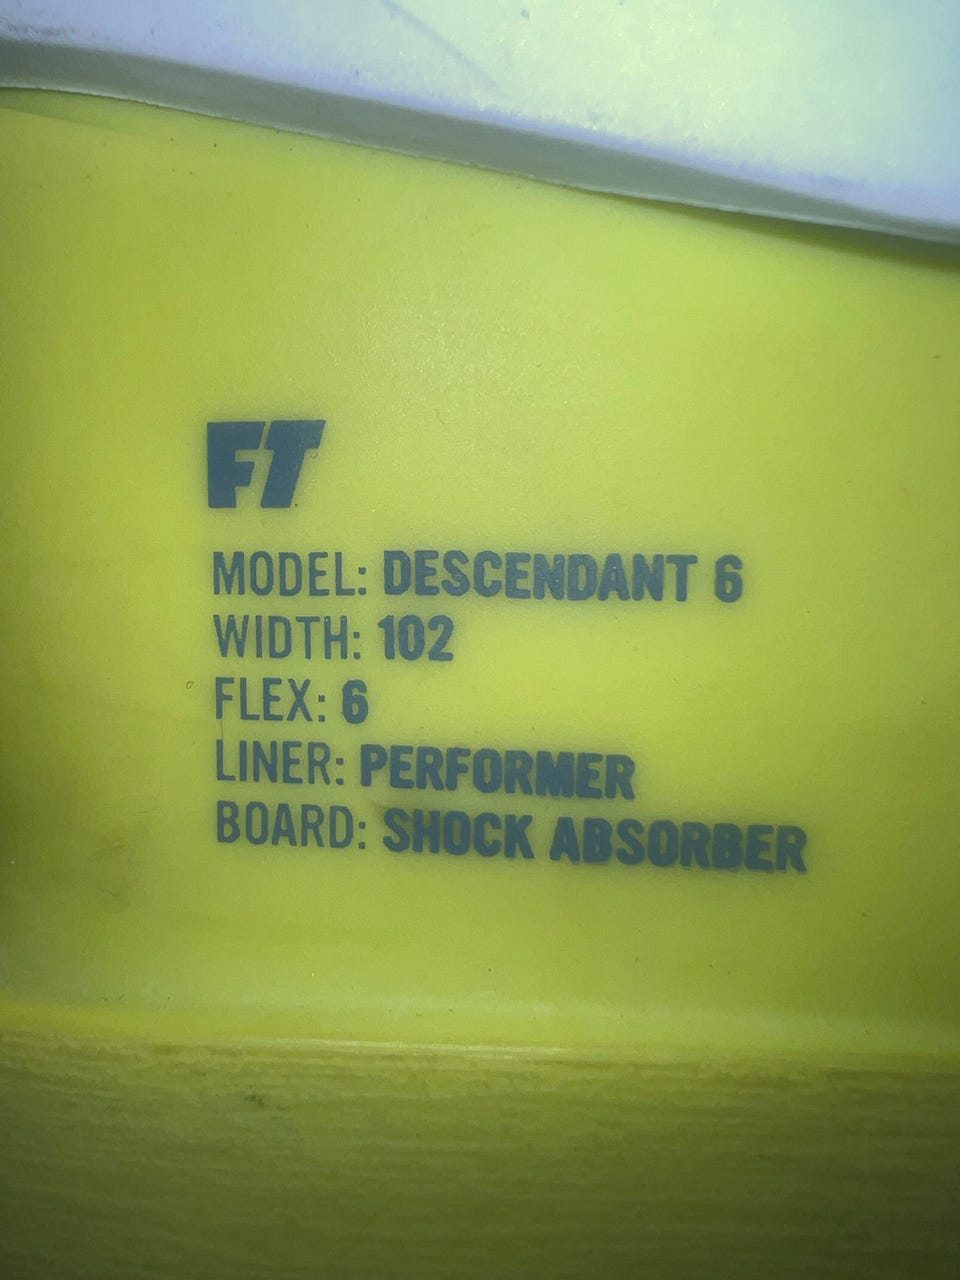 FT
MODEL: DESCENDANT 6
WIDTH: 102
FLEX: 6
LINER: PERFORMER
BOARD: SHOCK ABSORBER